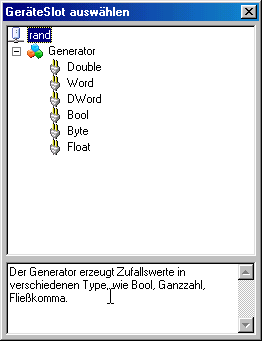 GeräteSlot auswählen
rand
Generator
Double
Word
DWord
Bool
Byte
Float
Der Generator erzeugt Zufallswerte in
verschiedenen Type, wie Bool, Ganzzahl,
Fließkomma.